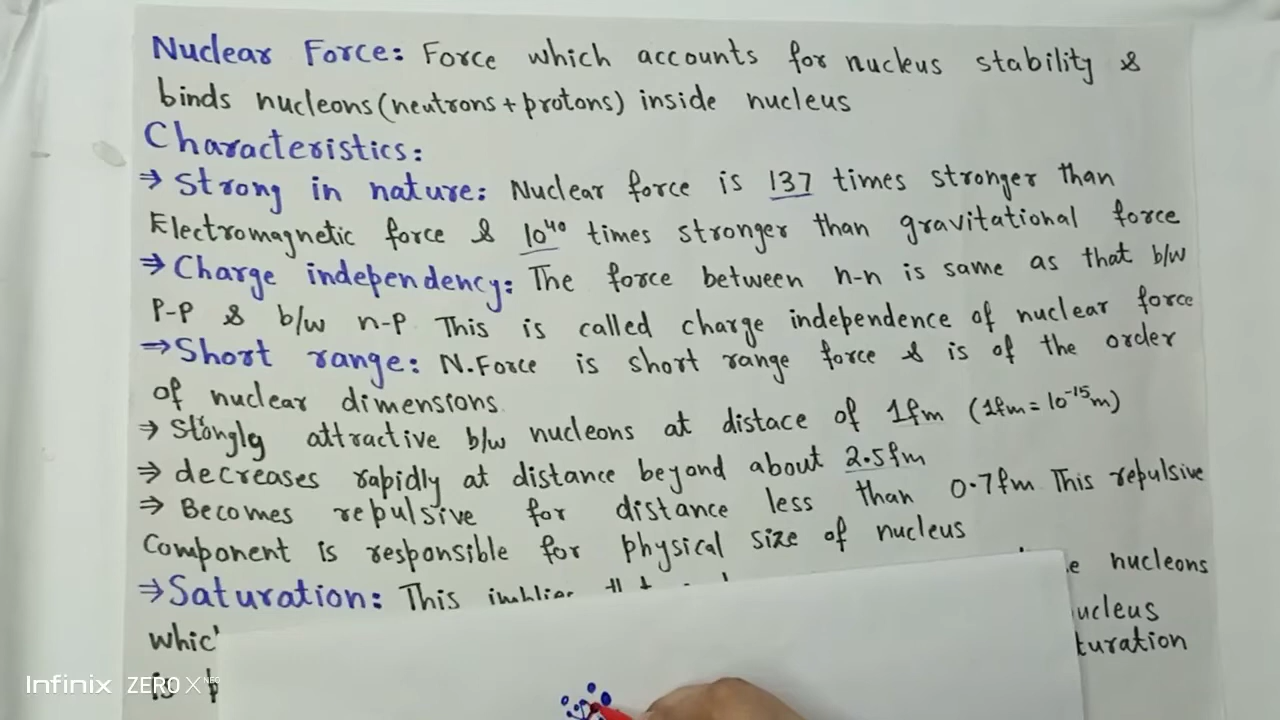 Nuclear Force: Force which accounts for nucleus stability &
binds nucleons (neutrons + protons) inside nucleus
Characteristics:
⇒ Strong in nature: Nuclear force is 137 times stronger than
Electromagnetic force & 10⁴⁰ times stronger than gravitational force
⇒ Charge independency: The force between n-n is same as that b/w
P-P & b/w n-P This is called charge independence of nuclear force
⇒ Short range: N.Force is short range force & is of the order
of nuclear dimensions.
⇒ Strongly attractive b/w nucleons at distace of 1fm (1fm = 10⁻¹⁵m)
⇒ decreases rapidly at distance beyond about 2.5fm
⇒ Becomes repulsive for distance less than 0.7fm This repulsive
Component is responsible for physical size of nucleus
⇒ Saturation: This implies nucleons
Infinix ZERO X NEO